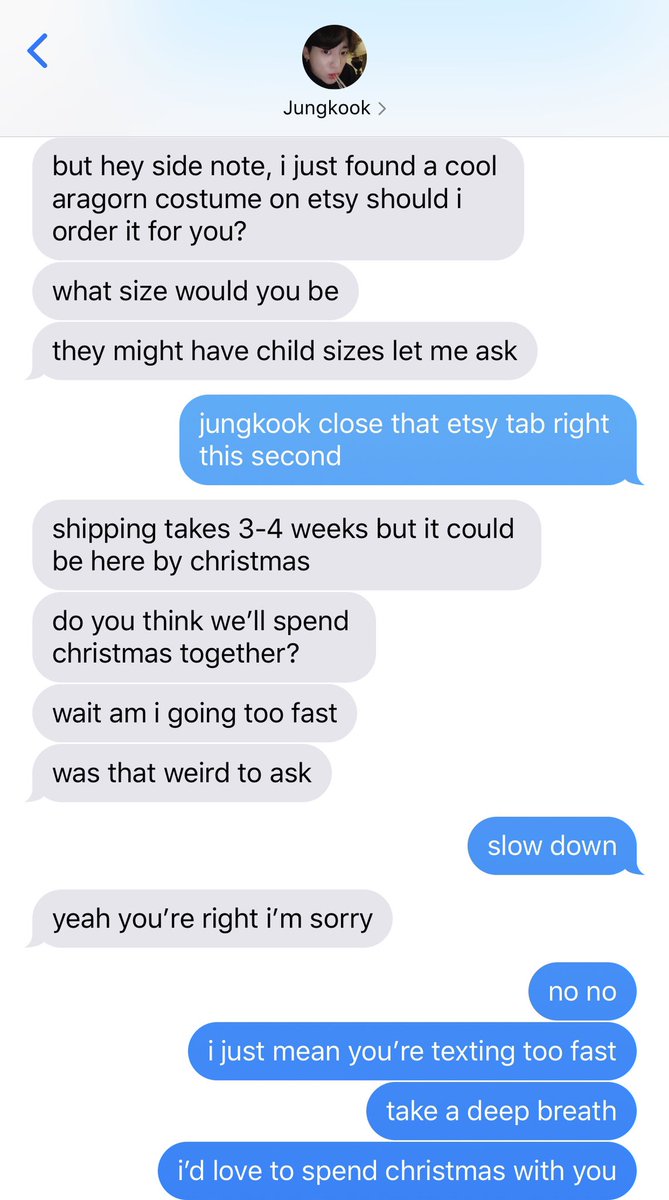 Jungkook
but hey side note, i just found a cool
aragorn costume on etsy should i
order it for you?
what size would you be
they might have child sizes let me ask
jungkook close that etsy tab right
this second
shipping takes 3-4 weeks but it could
be here by christmas
do you think we’ll spend
christmas together?
wait am i going too fast
was that weird to ask
slow down
yeah you’re right i’m sorry
no no
i just mean you’re texting too fast
take a deep breath
i’d love to spend christmas with you